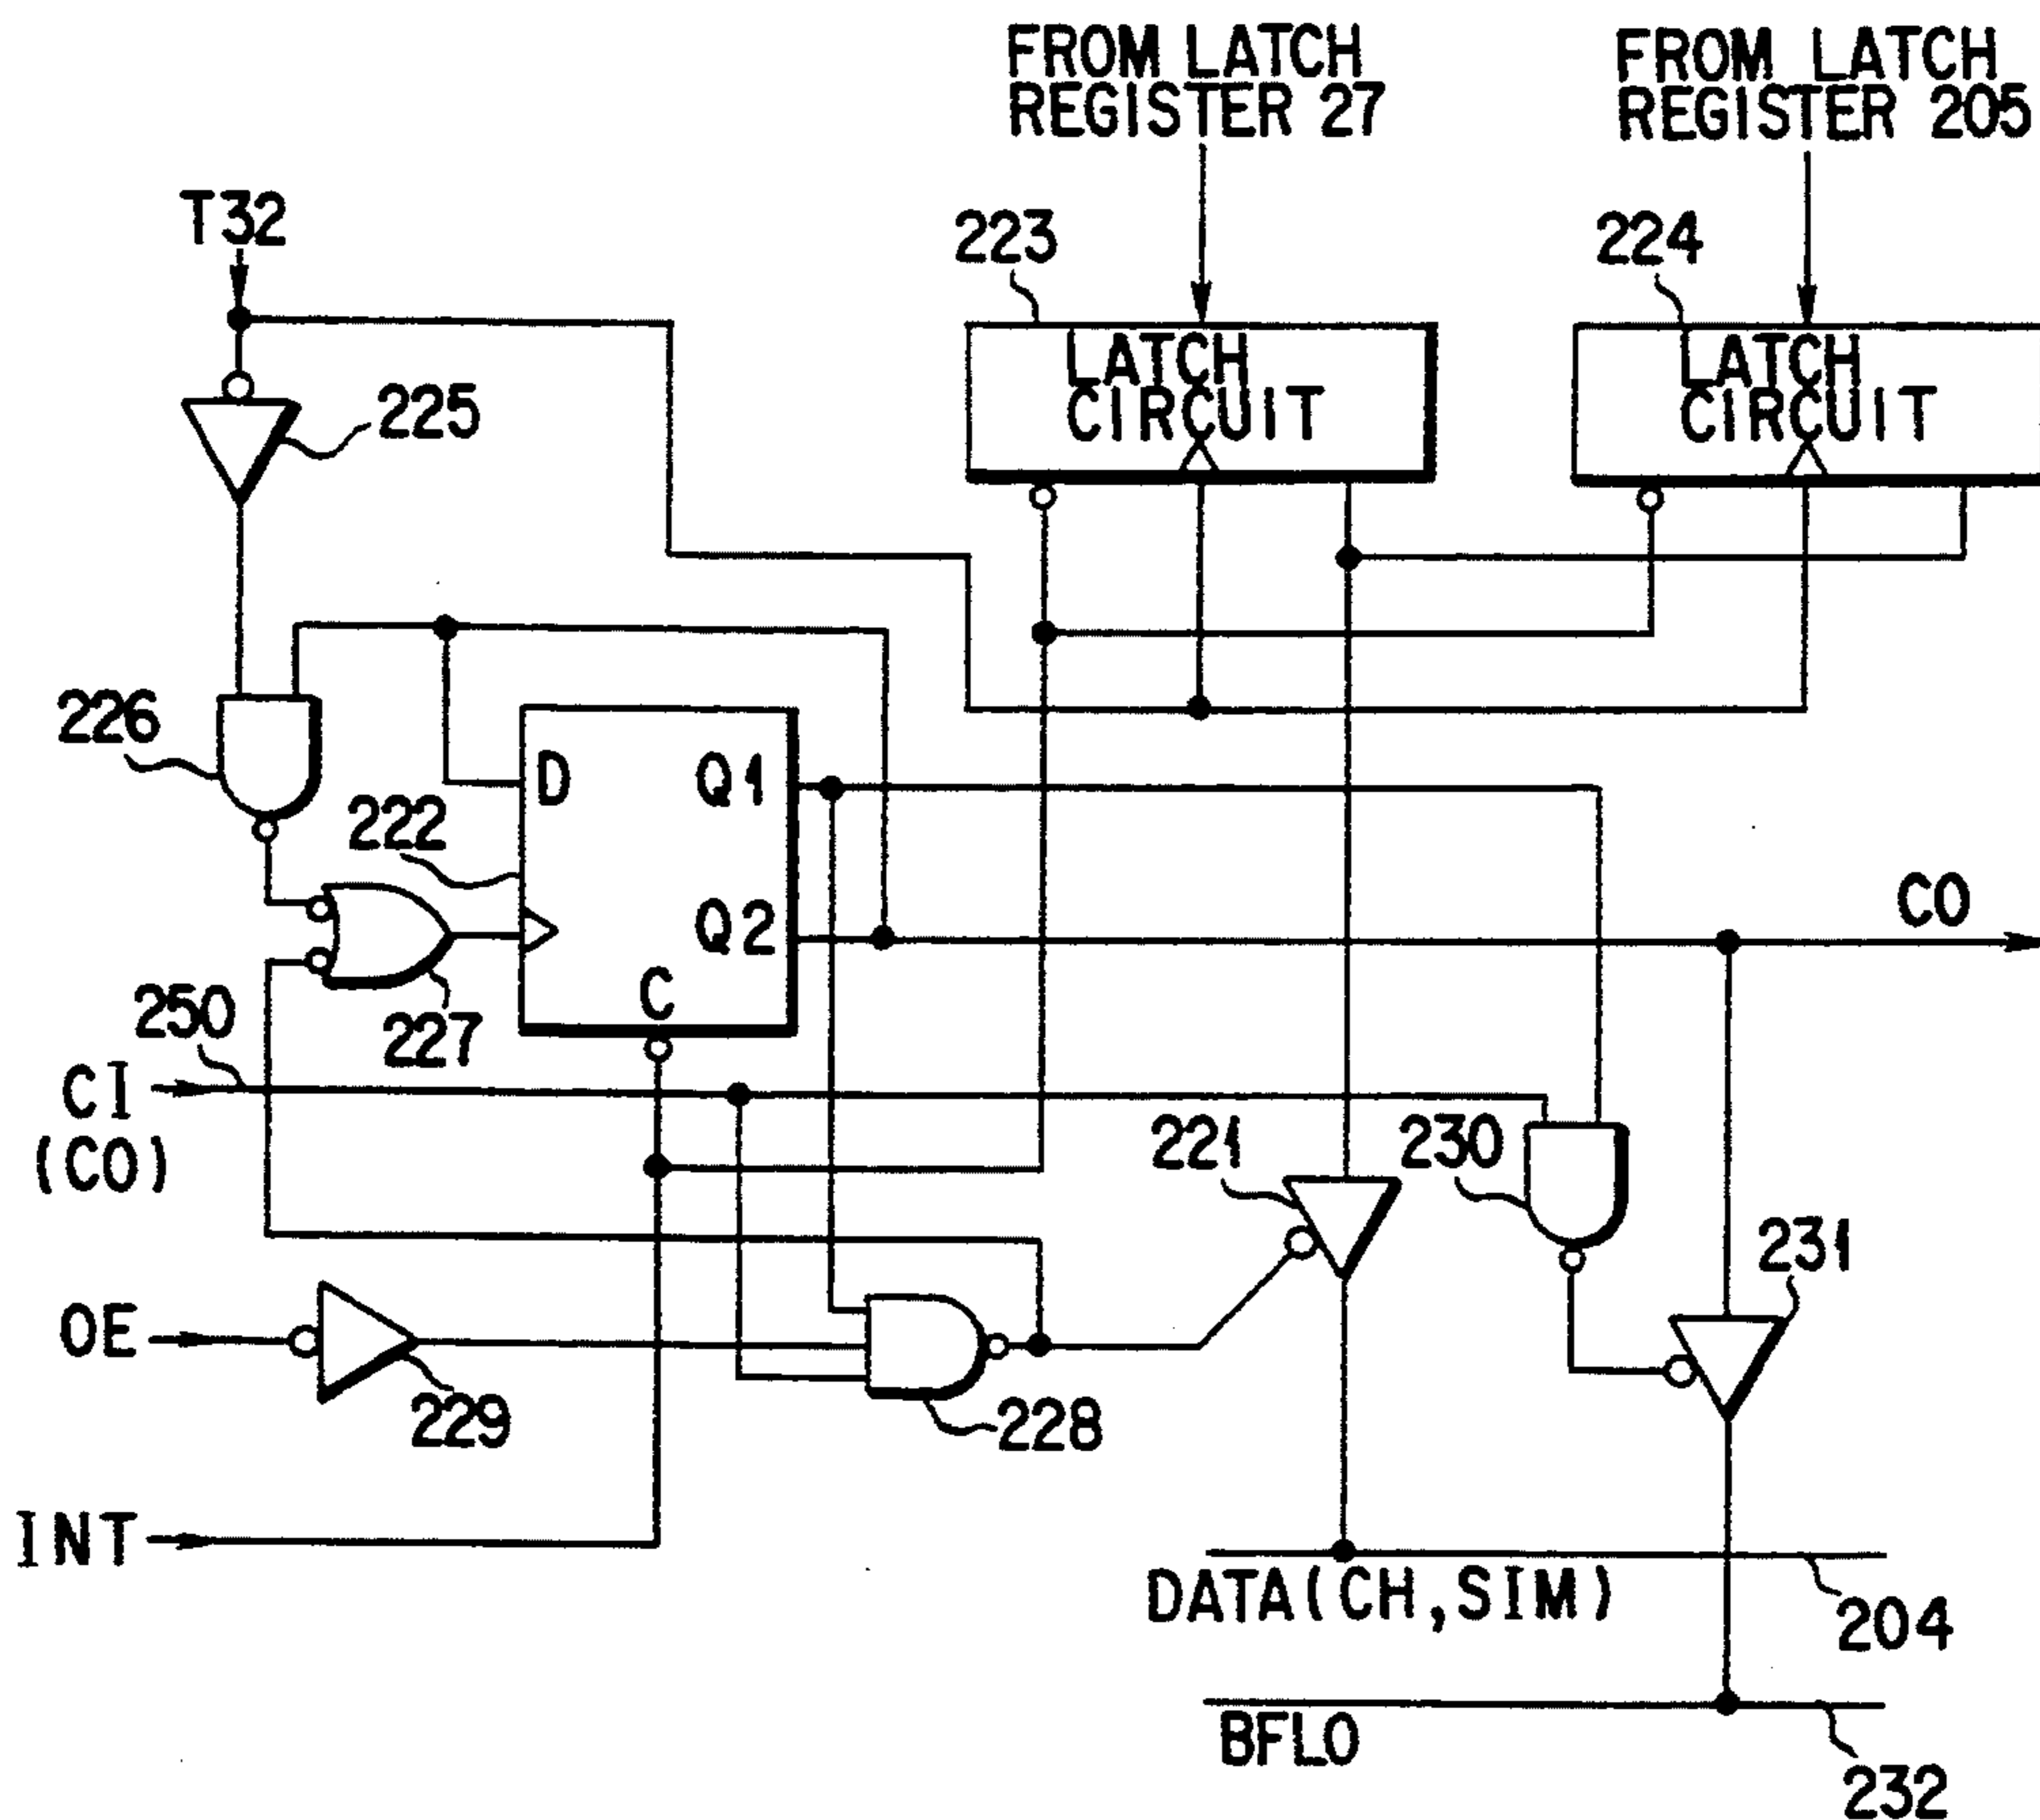 FROM LATCH
REGISTER 27
FROM LATCH
REGISTER 205
T32
223
224
LATCH
CIRCUIT
LATCH
CIRCUIT
225
226
D
Q1
222
CO
Q2
C
250
227
CI
(CO)
221
230
231
OE
229
228
INT
DATA(CH,SIM)
204
BFLO
232